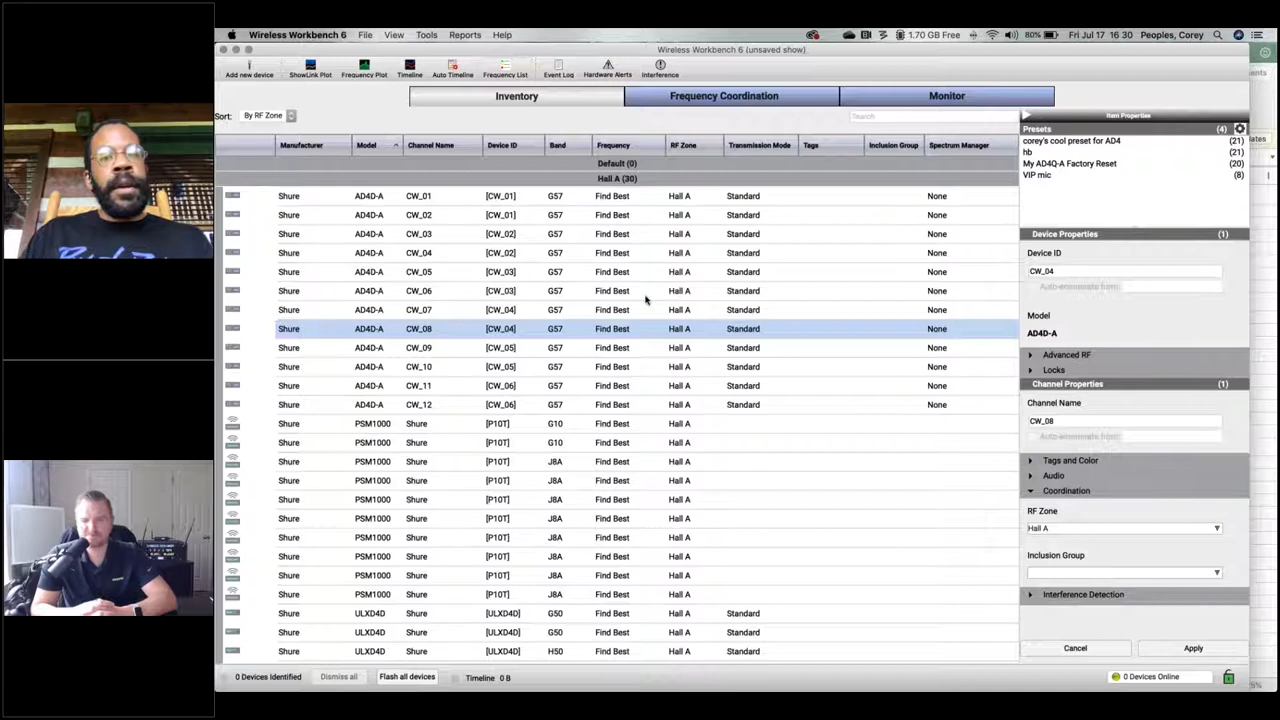 Wireless Workbench 6 File View Tools Reports Help 1.70 GB Free 80% Fri Jul 17 16:30 Peoples, Corey
Wireless Workbench 6 (unsaved show)
Add new device ShowLink Plot Frequency Plot Timeline Auto Timeline Frequency List Event Log Hardware Alerts Interference
Inventory Frequency Coordination Monitor
Sort: By RF Zone Search
Manufacturer Model Channel Name Device ID Band Frequency RF Zone Transmission Mode Tags Inclusion Group Spectrum Manager
Default (0)
Hall A (30)
Shure AD4D-A CW_01 [CW_01] G57 Find Best Hall A Standard None
Shure AD4D-A CW_02 [CW_01] G57 Find Best Hall A Standard None
Shure AD4D-A CW_03 [CW_02] G57 Find Best Hall A Standard None
Shure AD4D-A CW_04 [CW_02] G57 Find Best Hall A Standard None
Shure AD4D-A CW_05 [CW_03] G57 Find Best Hall A Standard None
Shure AD4D-A CW_06 [CW_03] G57 Find Best Hall A Standard None
Shure AD4D-A CW_07 [CW_04] G57 Find Best Hall A Standard None
Shure AD4D-A CW_08 [CW_04] G57 Find Best Hall A Standard None
Shure AD4D-A CW_09 [CW_05] G57 Find Best Hall A Standard None
Shure AD4D-A CW_10 [CW_05] G57 Find Best Hall A Standard None
Shure AD4D-A CW_11 [CW_06] G57 Find Best Hall A Standard None
Shure AD4D-A CW_12 [CW_06] G57 Find Best Hall A Standard None
Shure PSM1000 Shure [P10T] G10 Find Best Hall A
Shure PSM1000 Shure [P10T] G10 Find Best Hall A
Shure PSM1000 Shure [P10T] J8A Find Best Hall A
Shure PSM1000 Shure [P10T] J8A Find Best Hall A
Shure PSM1000 Shure [P10T] J8A Find Best Hall A
Shure PSM1000 Shure [P10T] J8A Find Best Hall A
Shure PSM1000 Shure [P10T] J8A Find Best Hall A
Shure PSM1000 Shure [P10T] J8A Find Best Hall A
Shure PSM1000 Shure [P10T] J8A Find Best Hall A
Shure PSM1000 Shure [P10T] J8A Find Best Hall A
Shure ULXD4D Shure [ULXD4D] G50 Find Best Hall A Standard
Shure ULXD4D Shure [ULXD4D] G50 Find Best Hall A Standard
Shure ULXD4D Shure [ULXD4D] H50 Find Best Hall A Standard
Item Properties
Presets (4)
corey's cool preset for AD4 (21)
hb (21)
My AD4Q-A Factory Reset (20)
VIP mic (8)
Device Properties (1)
Device ID
CW_04
Auto-enumerate from:
Model
AD4D-A
Advanced RF
Locks
Channel Properties (1)
Channel Name
CW_08
Auto-enumerate from:
Tags and Color
Audio
Coordination
RF Zone
Hall A
Inclusion Group
Interference Detection
Cancel Apply
0 Devices Identified Dismiss all Flash all devices Timeline 0 B 0 Devices Online